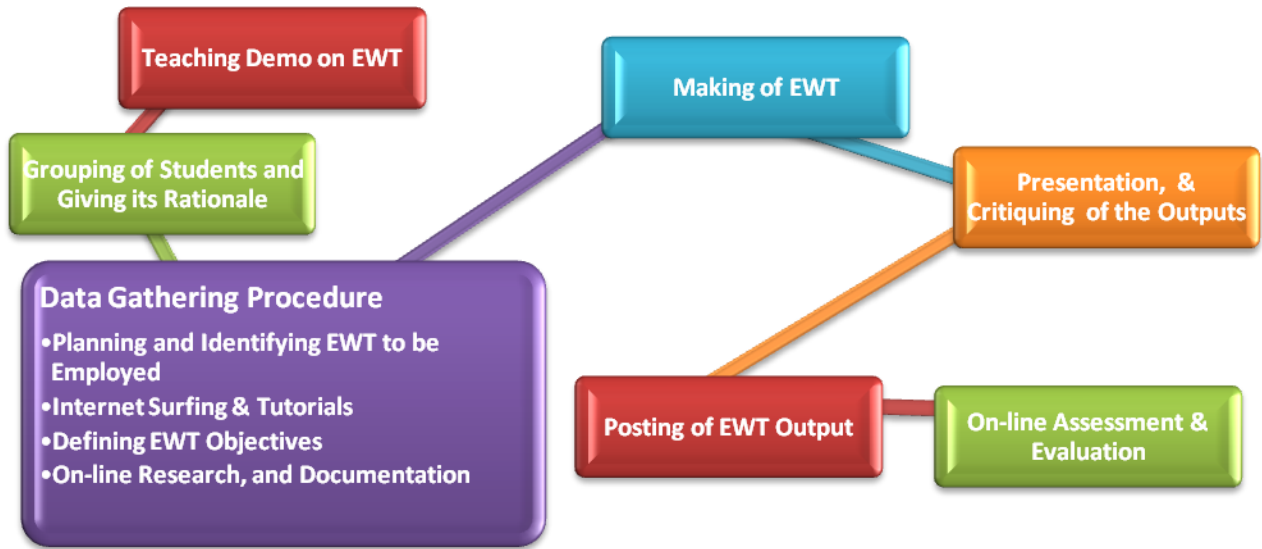 Teaching Demo on EWT
Grouping of Students and
Giving its Rationale
Data Gathering Procedure
•Planning and Identifying EWT to be
Employed
•Internet Surfing & Tutorials
•Defining EWT Objectives
•On-line Research, and Documentation
Making of EWT
Presentation, &
Critiquing of the Outputs
Posting of EWT Output
On-line Assessment &
Evaluation